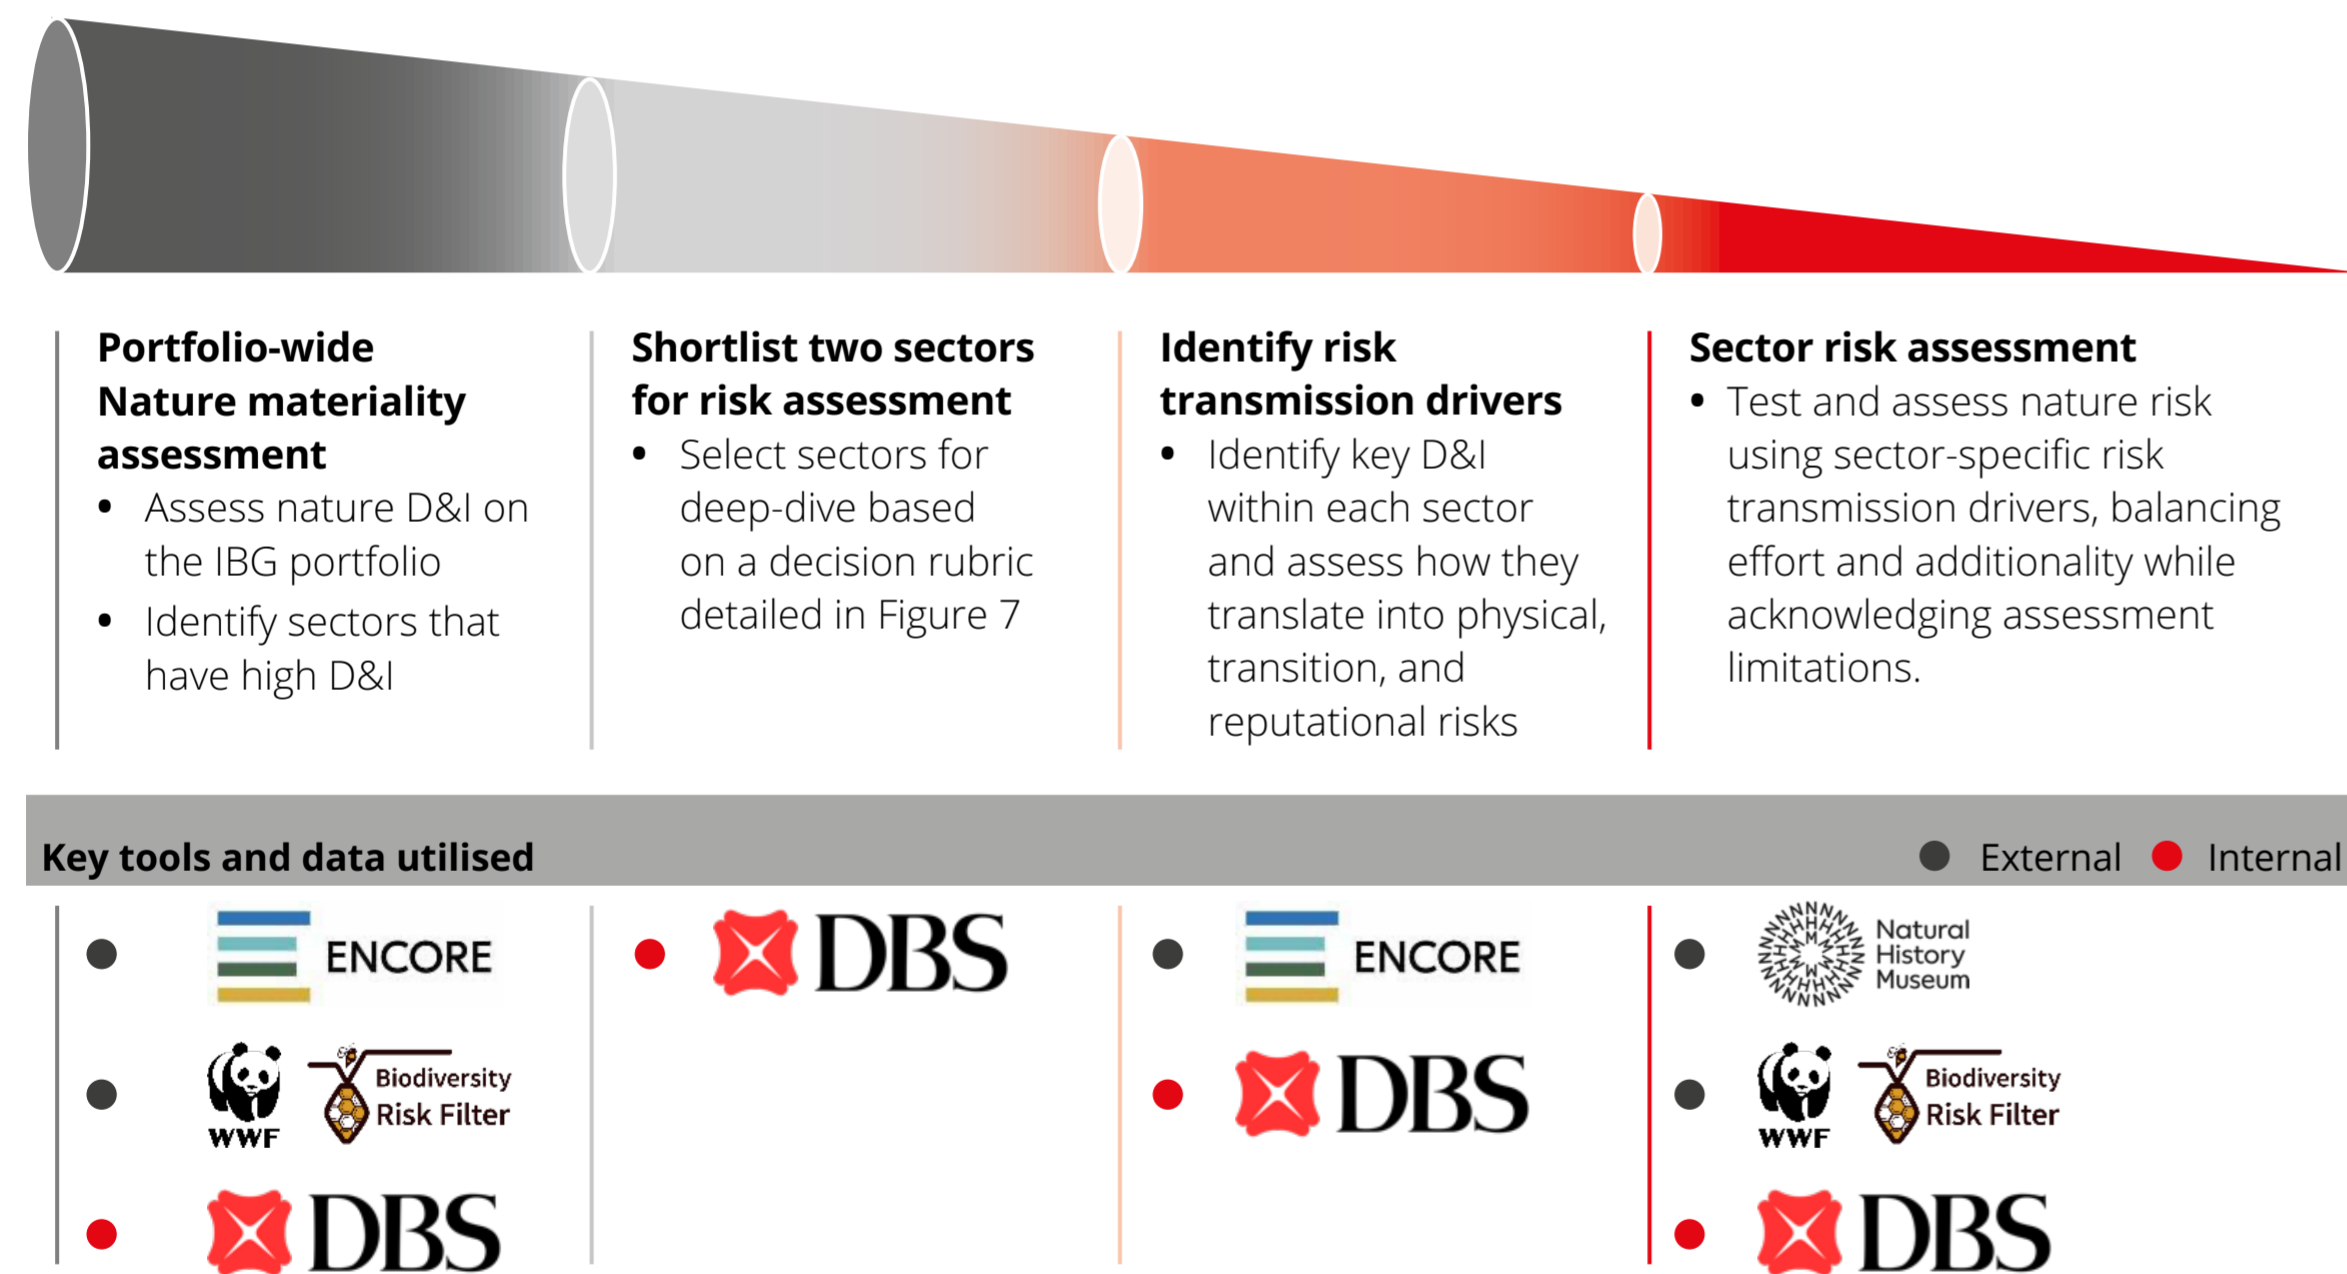 Portfolio-wide
Nature materiality
assessment
• Assess nature D&I on
the IBG portfolio
• Identify sectors that
have high D&I
Shortlist two sectors
for risk assessment
• Select sectors for
deep-dive based
on a decision rubric
detailed in Figure 7
Identify risk
transmission drivers
• Identify key D&I
within each sector
and assess how they
translate into physical,
transition, and
reputational risks
Sector risk assessment
• Test and assess nature risk
using sector-specific risk
transmission drivers, balancing
effort and additionality while
acknowledging assessment
limitations.
Key tools and data utilised
External
Internal
ENCORE
WWF
Biodiversity
Risk Filter
DBS
DBS
ENCORE
DBS
Natural
History
Museum
WWF
Biodiversity
Risk Filter
DBS